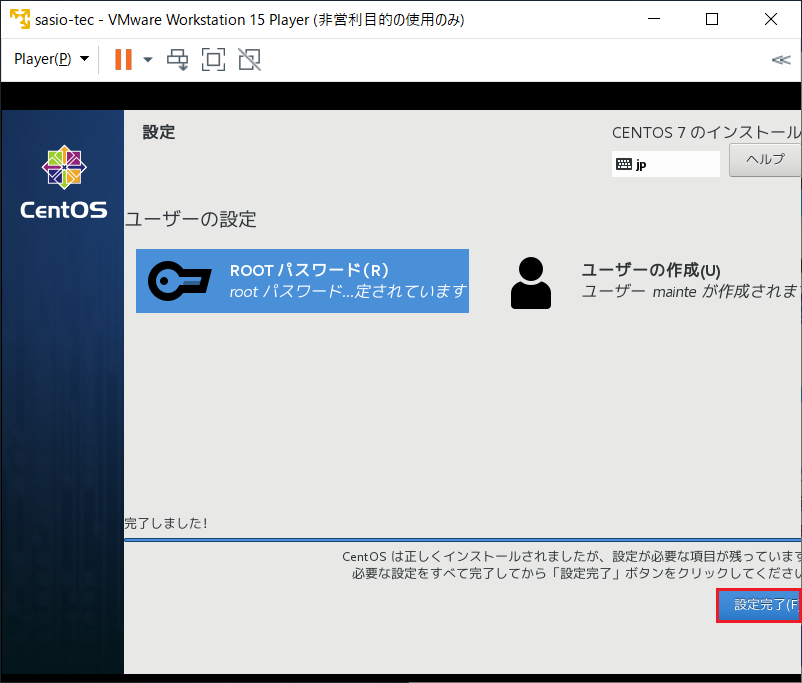 sasio-tec - VMware Workstation 15 Player (非営利目的の使用のみ)
Player(P)
設定
CENTOS 7 のインストール
jp
ヘルプ
CentOS
ユーザーの設定
ROOT パスワード(R)
root パスワード...定されています
ユーザーの作成(U)
ユーザー mainte が作成されま
完了しました!
CentOS は正しくインストールされましたが、設定が必要な項目が残っています
必要な設定をすべて完了してから「設定完了」ボタンをクリックしてくださ
設定完了(F